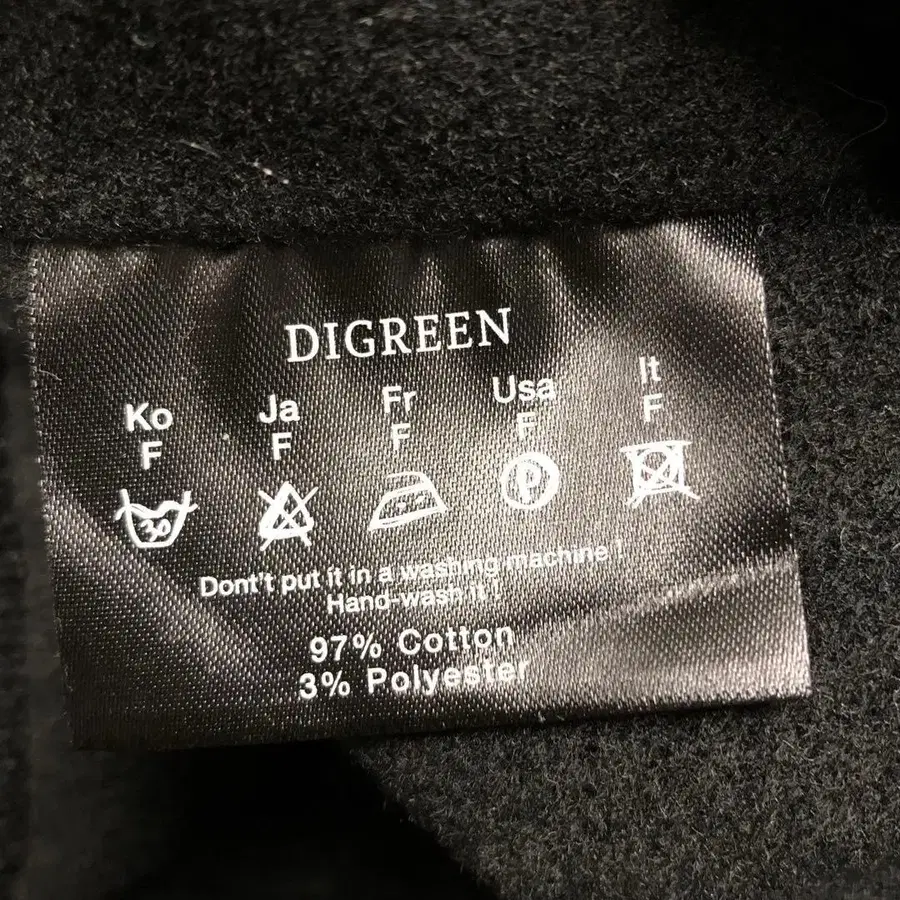 DIGREEN
Ko Ja Fr Usa It
F F F F F
30 P
Dont't put it in a washing machine !
Hand-wash it !
97% Cotton
3% Polyester